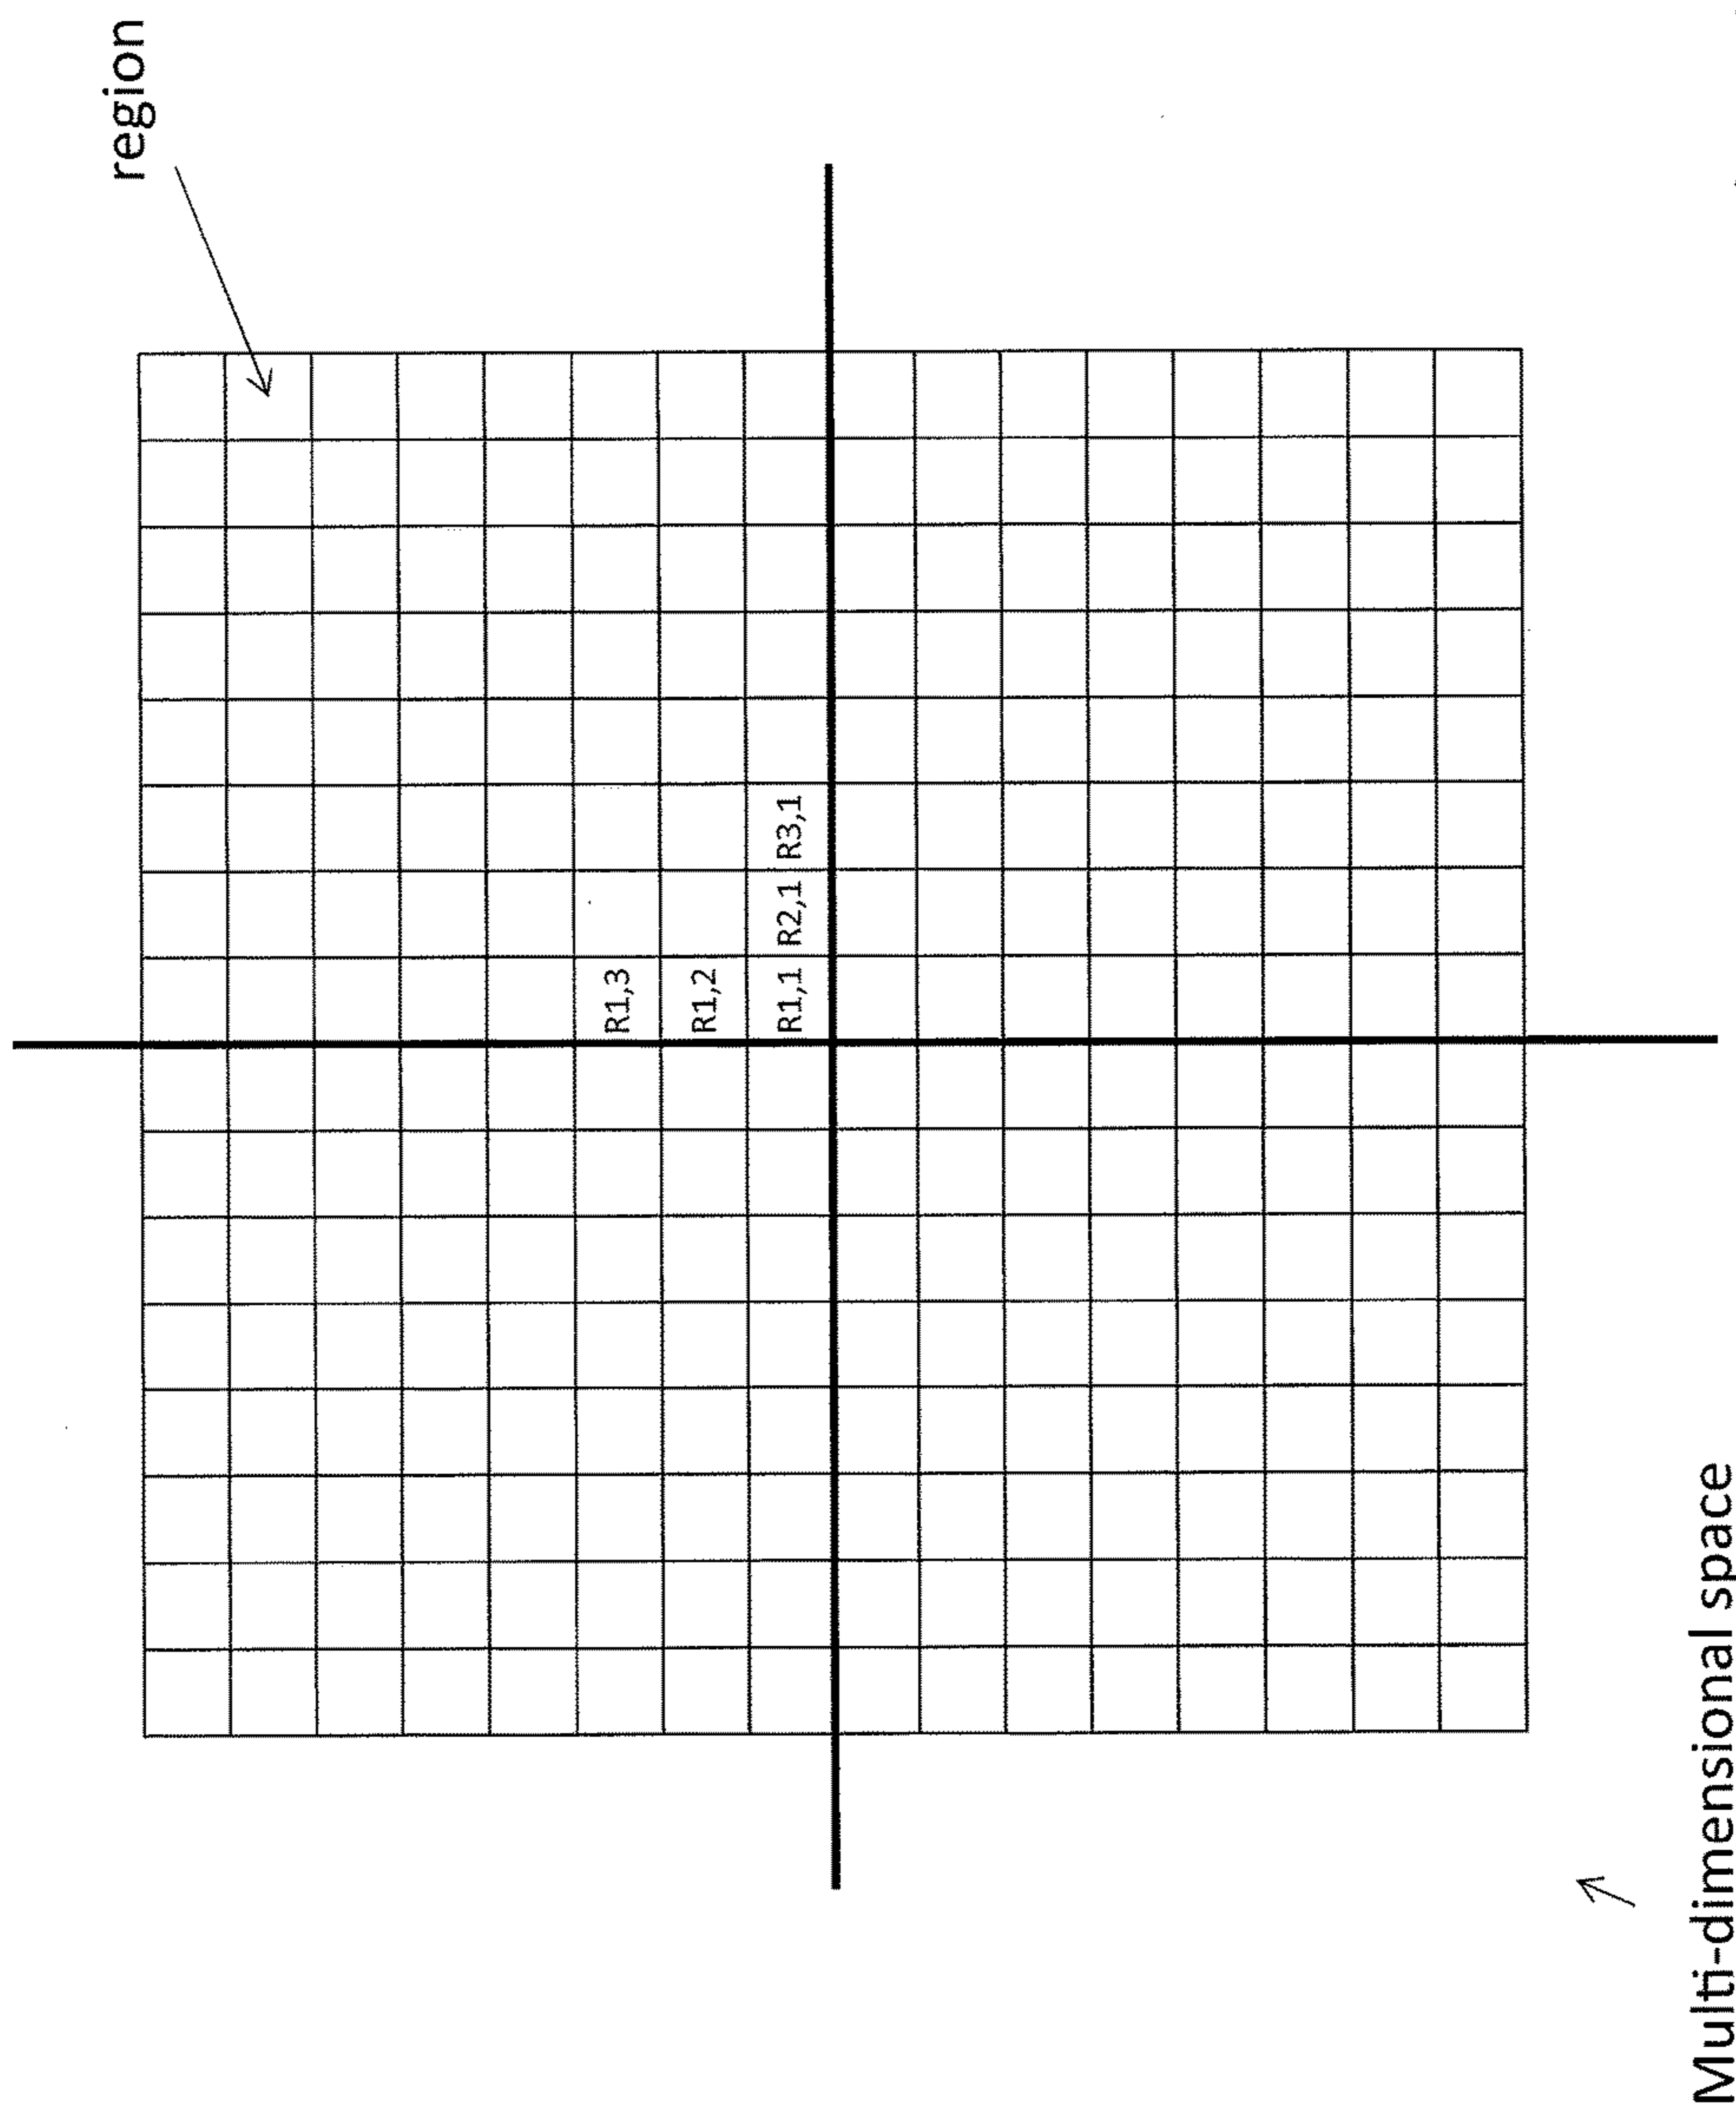 region
R1,3
R1,2
R1,1 R2,1 R3,1
Multi-dimensional space